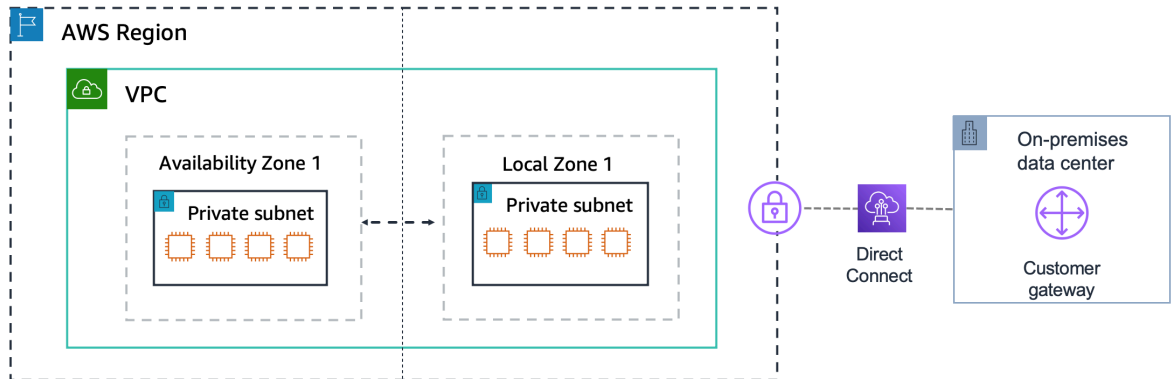 AWS Region
VPC
Availability Zone 1
Private subnet
Local Zone 1
Private subnet
Direct
Connect
On-premises
data center
Customer
gateway